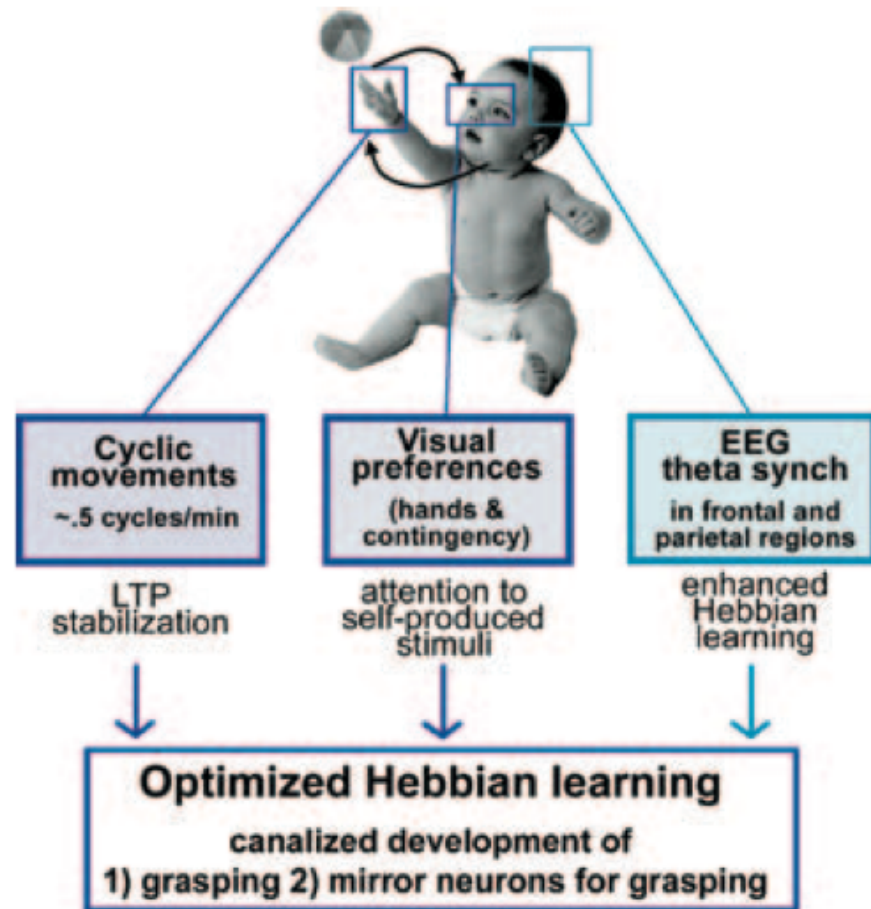 Cyclic
movements
~.5 cycles/min
Visual
preferences
(hands &
contingency)
EEG
theta synch
in frontal and
parietal regions
LTP
stabilization
attention to
self-produced
stimuli
enhanced
Hebbian
learning
Optimized Hebbian learning
canalized development of
1) grasping 2) mirror neurons for grasping